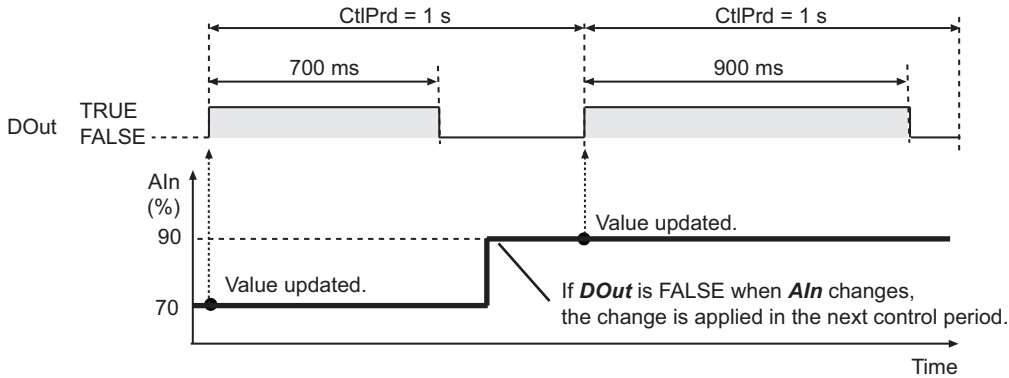 CtlPrd = 1 s
CtlPrd = 1 s
700 ms
900 ms
DOut
TRUE
FALSE
AIn
(%)
90
Value updated.
Value updated.
70
If DOut is FALSE when AIn changes,
the change is applied in the next control period.
Time